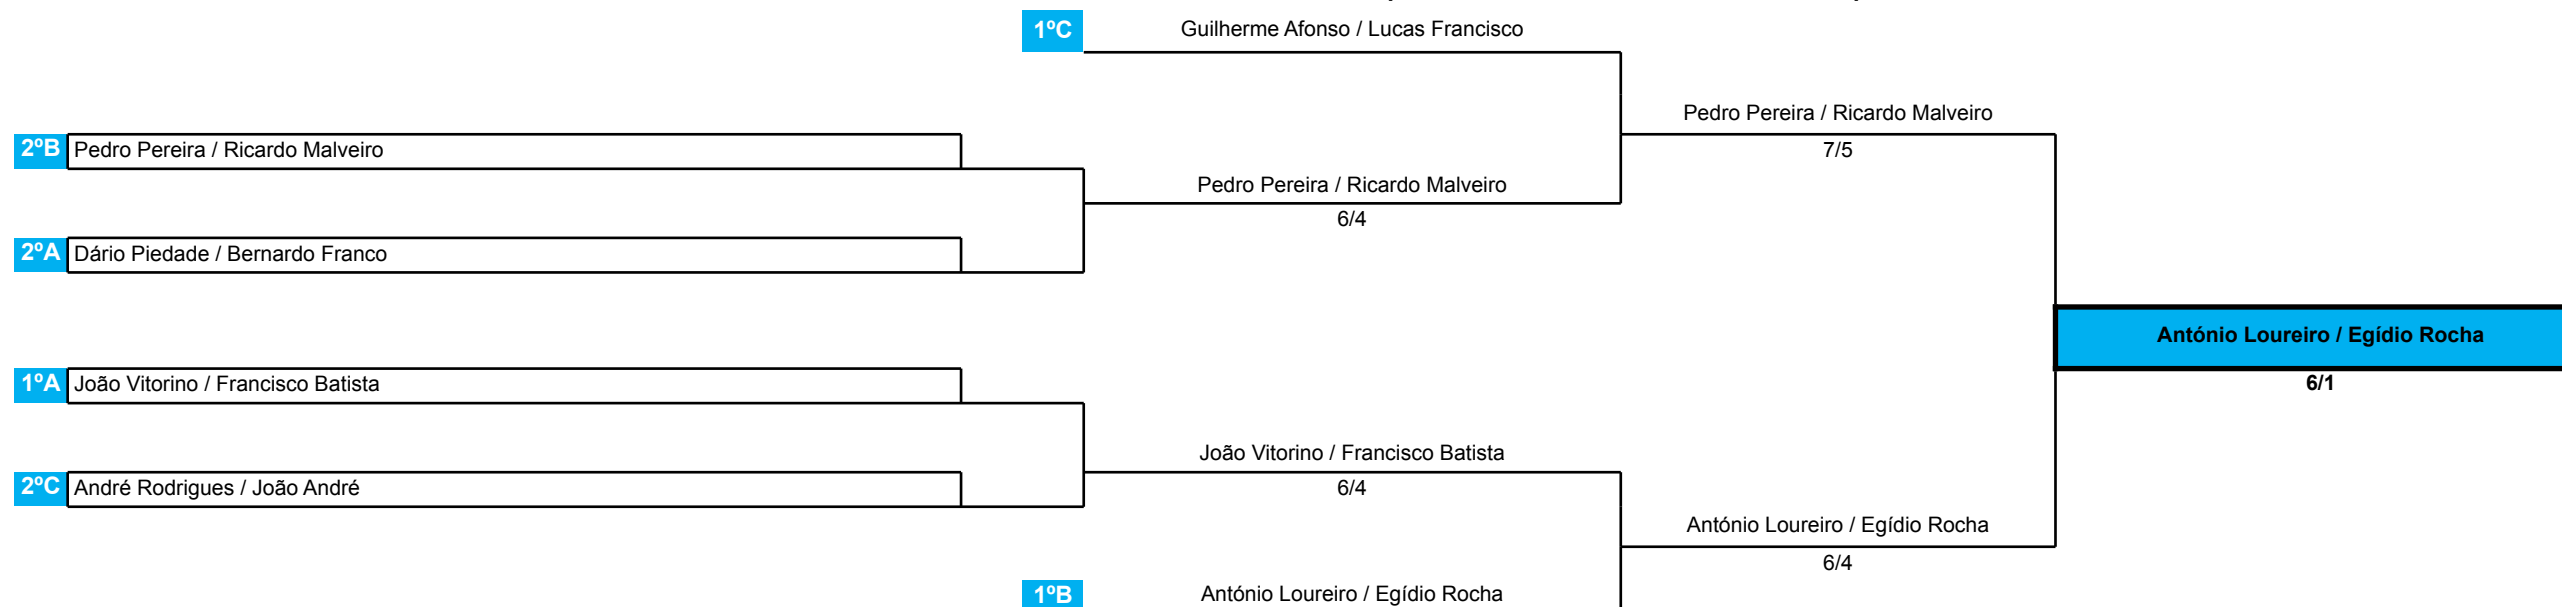 1ºC Guilherme Afonso / Lucas Francisco
Pedro Pereira / Ricardo Malveiro
7/5
2ºB Pedro Pereira / Ricardo Malveiro
Pedro Pereira / Ricardo Malveiro
6/4
2ºA Dário Piedade / Bernardo Franco
António Loureiro / Egídio Rocha
6/1
1ºA João Vitorino / Francisco Batista
João Vitorino / Francisco Batista
6/4
2ºC André Rodrigues / João André
António Loureiro / Egídio Rocha
6/4
1ºB António Loureiro / Egídio Rocha